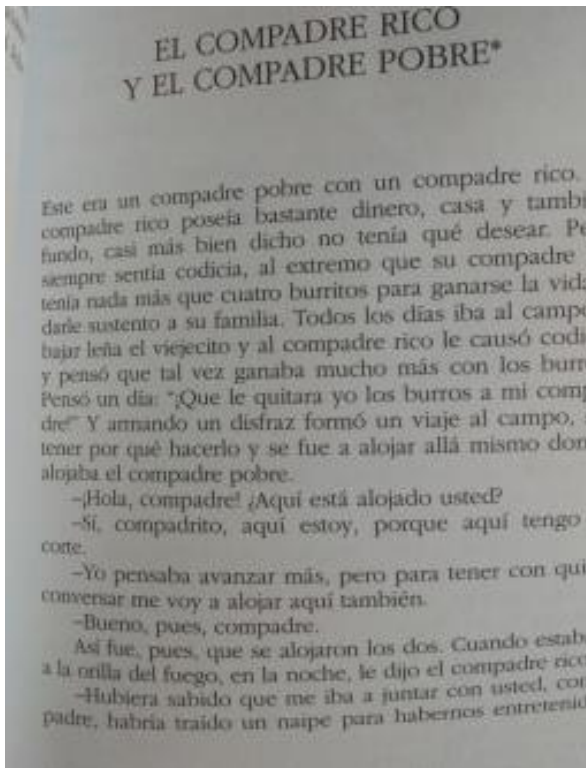 EL COMPADRE RICO
Y EL COMPADRE POBRE*
Este era un compadre pobre con un compadre rico.
compadre rico poseía bastante dinero, casa y tambi
fundo, casi más bien dicho no tenía qué desear. Pe
siempre sentía codicia, al extremo que su compadre
tenía nada más que cuatro burritos para ganarse la vida
darle sustento a su familia. Todos los días iba al campo
bajar leña el viejecito y al compadre rico le causó codi
y pensó que tal vez ganaba mucho más con los burr
Pensó un día: "¡Que le quitara yo los burros a mi comp
dre!" Y armando un disfraz formó un viaje al campo,
tener por qué hacerlo y se fue a alojar allá mismo don
alojaba el compadre pobre.
–¡Hola, compadre! ¿Aquí está alojado usted?
–Sí, compadrito, aquí estoy, porque aquí tengo
corte.
–Yo pensaba avanzar más, pero para tener con qui
conversar me voy a alojar aquí también.
–Bueno, pues, compadre.
Así fue, pues, que se alojaron los dos. Cuando estab
a la orilla del fuego, en la noche, le dijo el compadre rico
–Hubiera sabido que me iba a juntar con usted, com
padre, habría traído un naipe para habernos entretenid